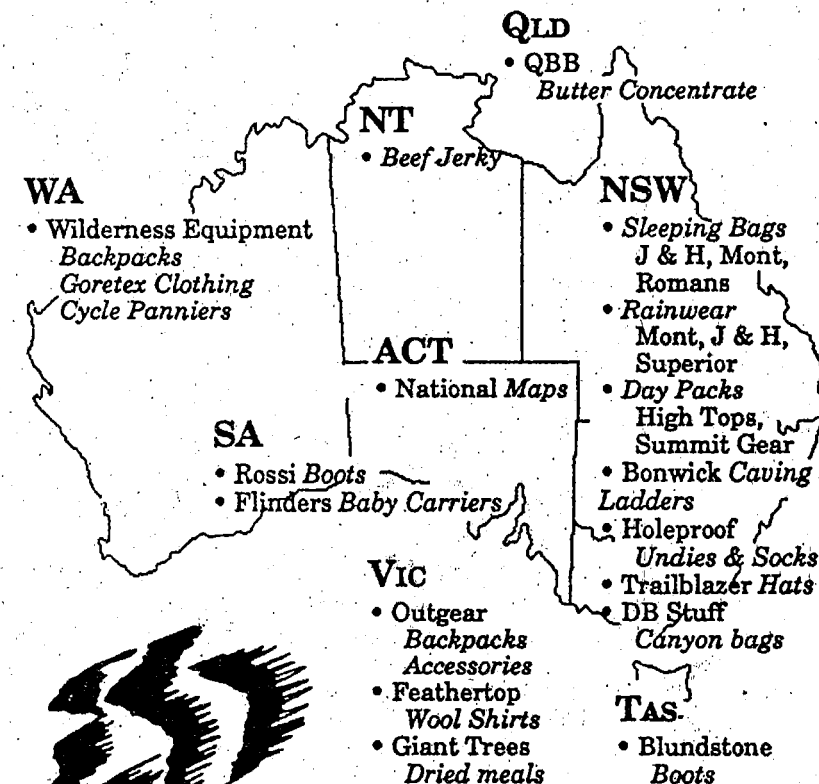 QLD
• QBB
Butter Concentrate
NT
• Beef Jerky
WA
• Wilderness Equipment
Backpacks
Goretex Clothing
Cycle Panniers
NSW
• Sleeping Bags
J & H, Mont,
Romans
• Rainwear
Mont, J & H,
Superior
• Day Packs
High Tops,
Summit Gear
• Bonwick Caving
Ladders
• Holeproof
Undies & Socks
• Trailblazer Hats
• DB Stuff
Canyon bags
ACT
• National Maps
SA
• Rossi Boots
• Flinders Baby Carriers
VIC
• Outgear
Backpacks
Accessories
• Feathertop
Wool Shirts
• Giant Trees
Dried meals
TAS.
• Blundstone
Boots